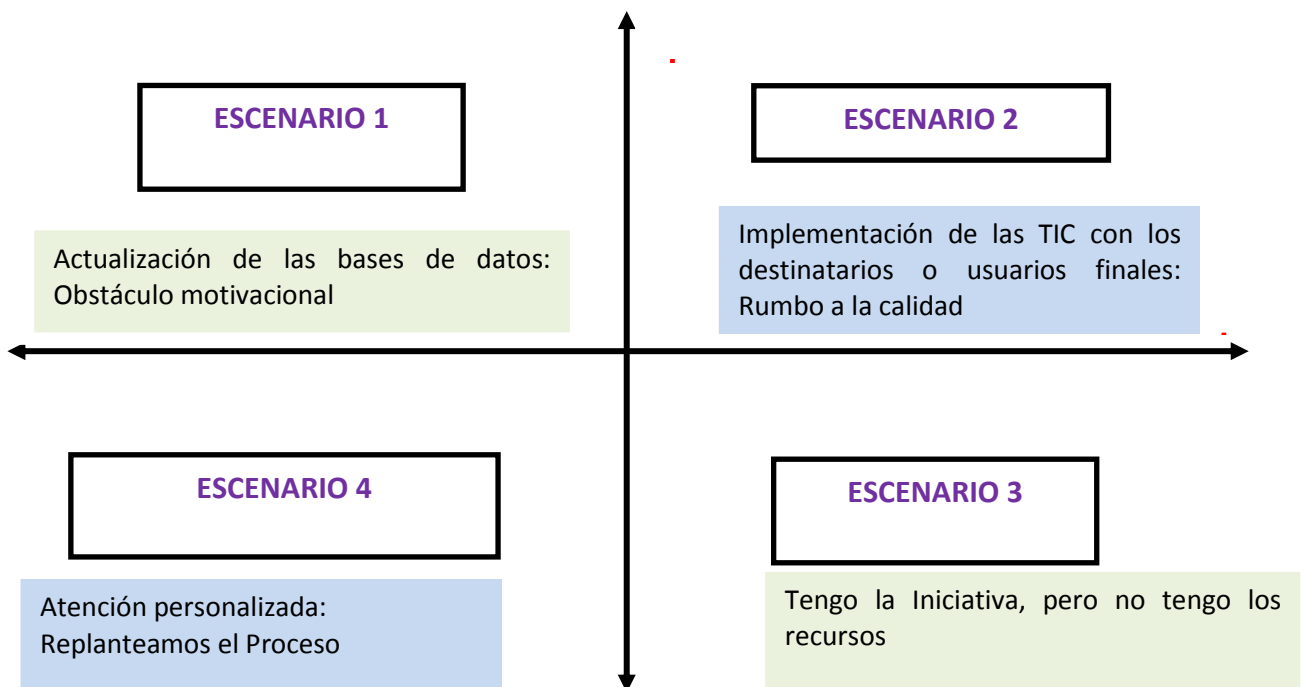 ESCENARIO 1
ESCENARIO 2
Actualización de las bases de datos:
Obstáculo motivacional
Implementación de las TIC con los
destinatarios o usuarios finales:
Rumbo a la calidad
ESCENARIO 4
ESCENARIO 3
Atención personalizada:
Replanteamos el Proceso
Tengo la Iniciativa, pero no tengo los
recursos